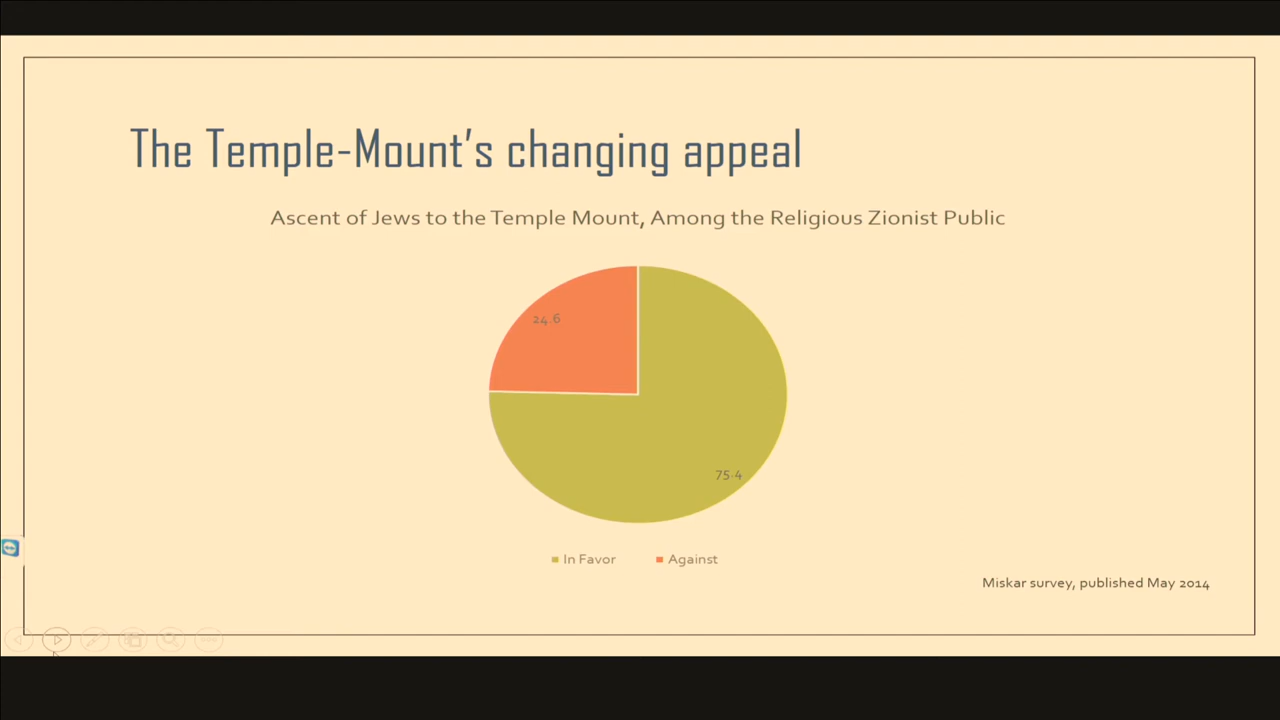 The Temple-Mount's changing appeal
Ascent of Jews to the Temple Mount, Among the Religious Zionist Public
24.6
75.4
In Favor Against
Miskar survey, published May 2014